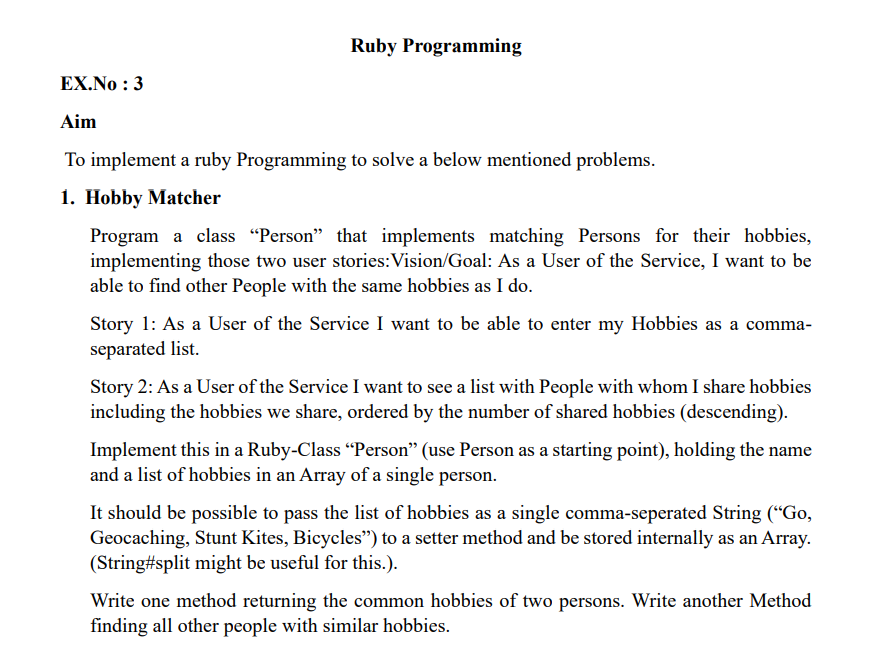 Ruby Programming
EX.No : 3
Aim
To implement a ruby Programming to solve a below mentioned problems.
1. Hobby Matcher
Program a class “Person” that implements matching Persons for their hobbies,
implementing those two user stories:Vision/Goal: As a User of the Service, I want to be
able to find other People with the same hobbies as I do.
Story 1: As a User of the Service I want to be able to enter my Hobbies as a comma-
separated list.
Story 2: As a User of the Service I want to see a list with People with whom I share hobbies
including the hobbies we share, ordered by the number of shared hobbies (descending).
Implement this in a Ruby-Class “Person” (use Person as a starting point), holding the name
and a list of hobbies in an Array of a single person.
It should be possible to pass the list of hobbies as a single comma-seperated String (“Go,
Geocaching, Stunt Kites, Bicycles”) to a setter method and be stored internally as an Array.
(String#split might be useful for this.).
Write one method returning the common hobbies of two persons. Write another Method
finding all other people with similar hobbies.